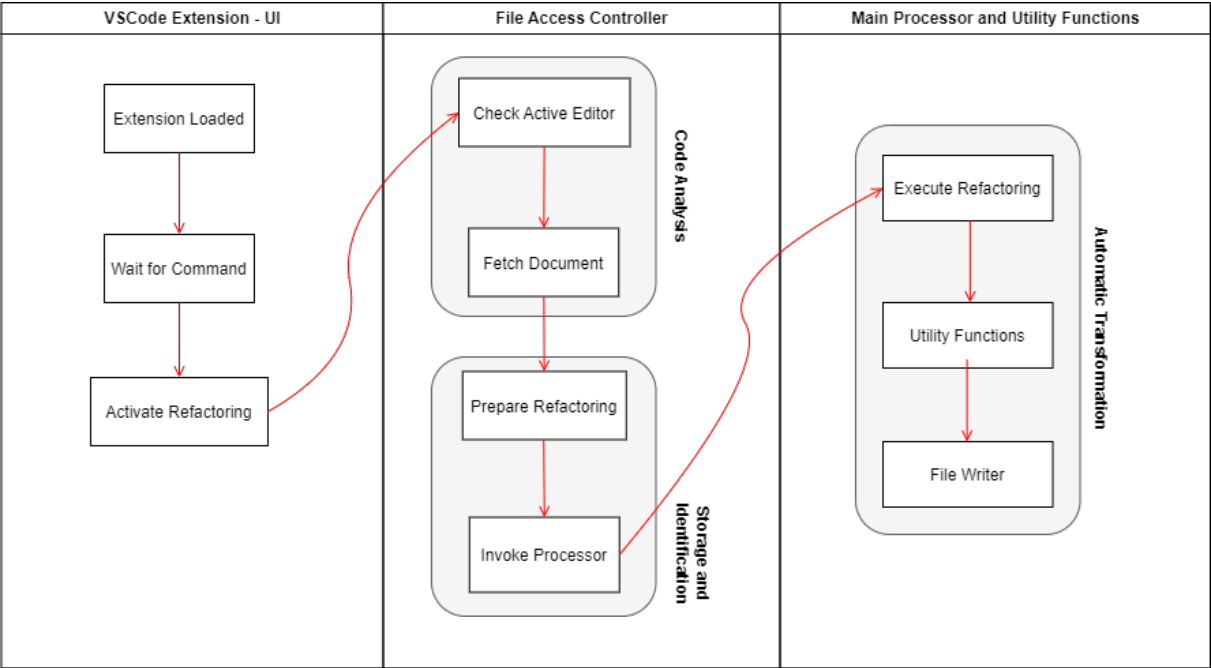 VSCode Extension - UI
Extension Loaded
Wait for Command
Activate Refactoring
File Access Controller
Check Active Editor
Fetch Document
Code Analysis
Prepare Refactoring
Invoke Processor
Storage and
Identification
Main Processor and Utility Functions
Execute Refactoring
Utility Functions
File Writer
Automatic Transformation